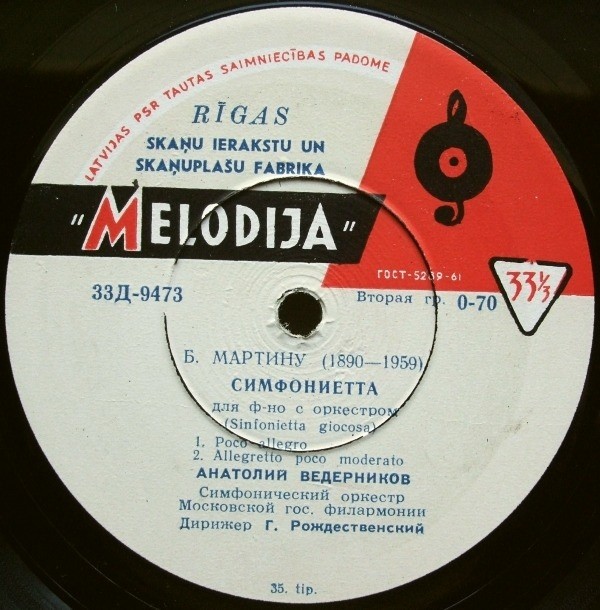 LATVIJAS PSR TAUTAS SAIMNIECĪBAS PADOME
RĪGAS
SKAŅU IERAKSTU UN
SKAŅUPLAŠU FABRIKA
"MELODIJA"
ГОСТ-5289-61
33⅓
33Д-9473
Вторая гр. 0-70
Б. МАРТИНУ (1890—1959)
СИМФОНИЕТТА
для ф-но с оркестром
(Sinfonietta giocosa)
1. Poco allegro
2. Allegretto poco moderato
АНАТОЛИЙ ВЕДЕРНИКОВ
Симфонический оркестр
Московской гос. филармонии
Дирижер Г. Рождественский
35. tip.